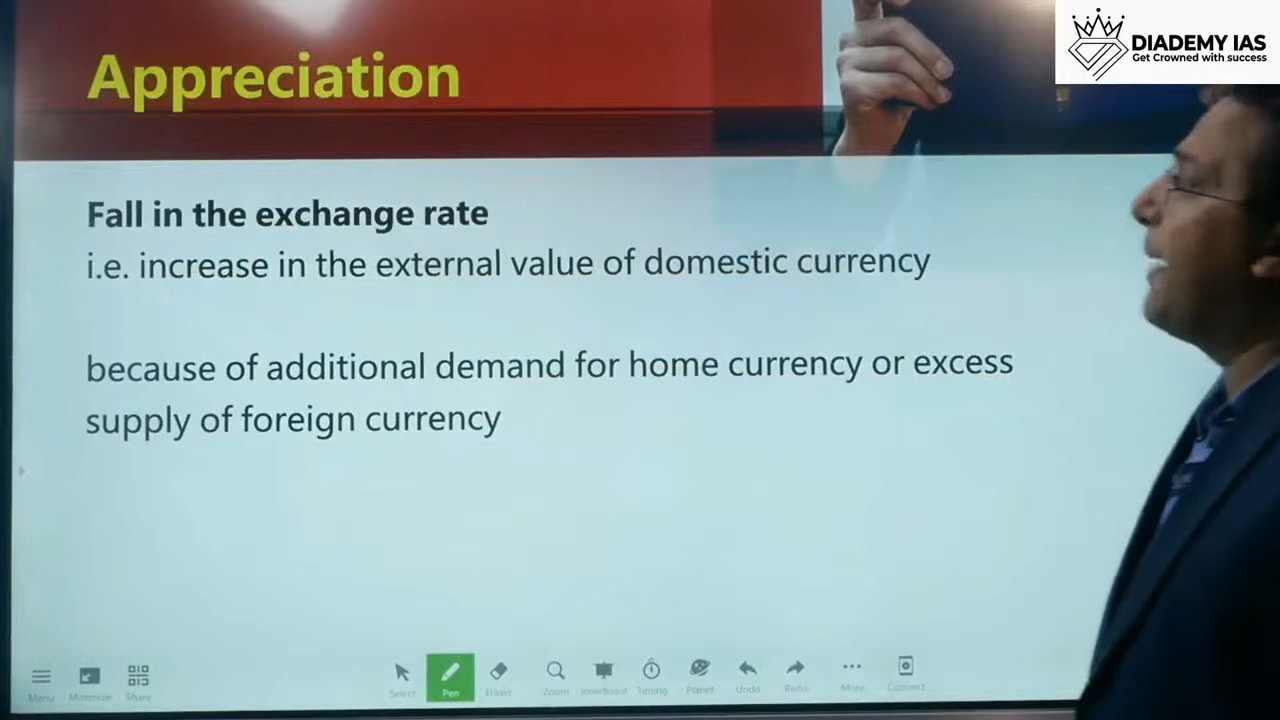 Appreciation
DIADEMY IAS
Get Crowned with success
Fall in the exchange rate
i.e. increase in the external value of domestic currency
because of additional demand for home currency or excess
supply of foreign currency
Menu Minimize Share Select Pen Eraser Zoom Timing Planet Undo Redo More Connect